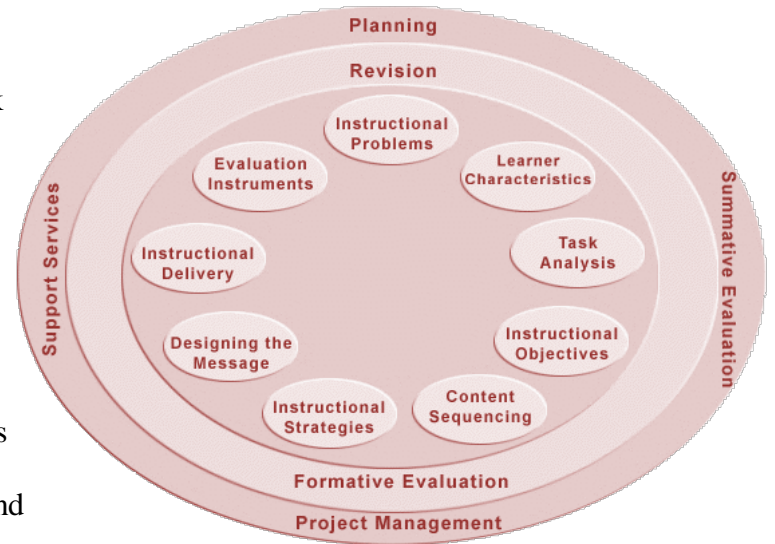 Planning
Revision
Instructional
Problems
Evaluation
Instruments
Learner
Characteristics
Support Services
Summative Evaluation
Instructional
Delivery
Task
Analysis
Designing the
Message
Instructional
Objectives
Instructional
Strategies
Content
Sequencing
Formative Evaluation
Project Management